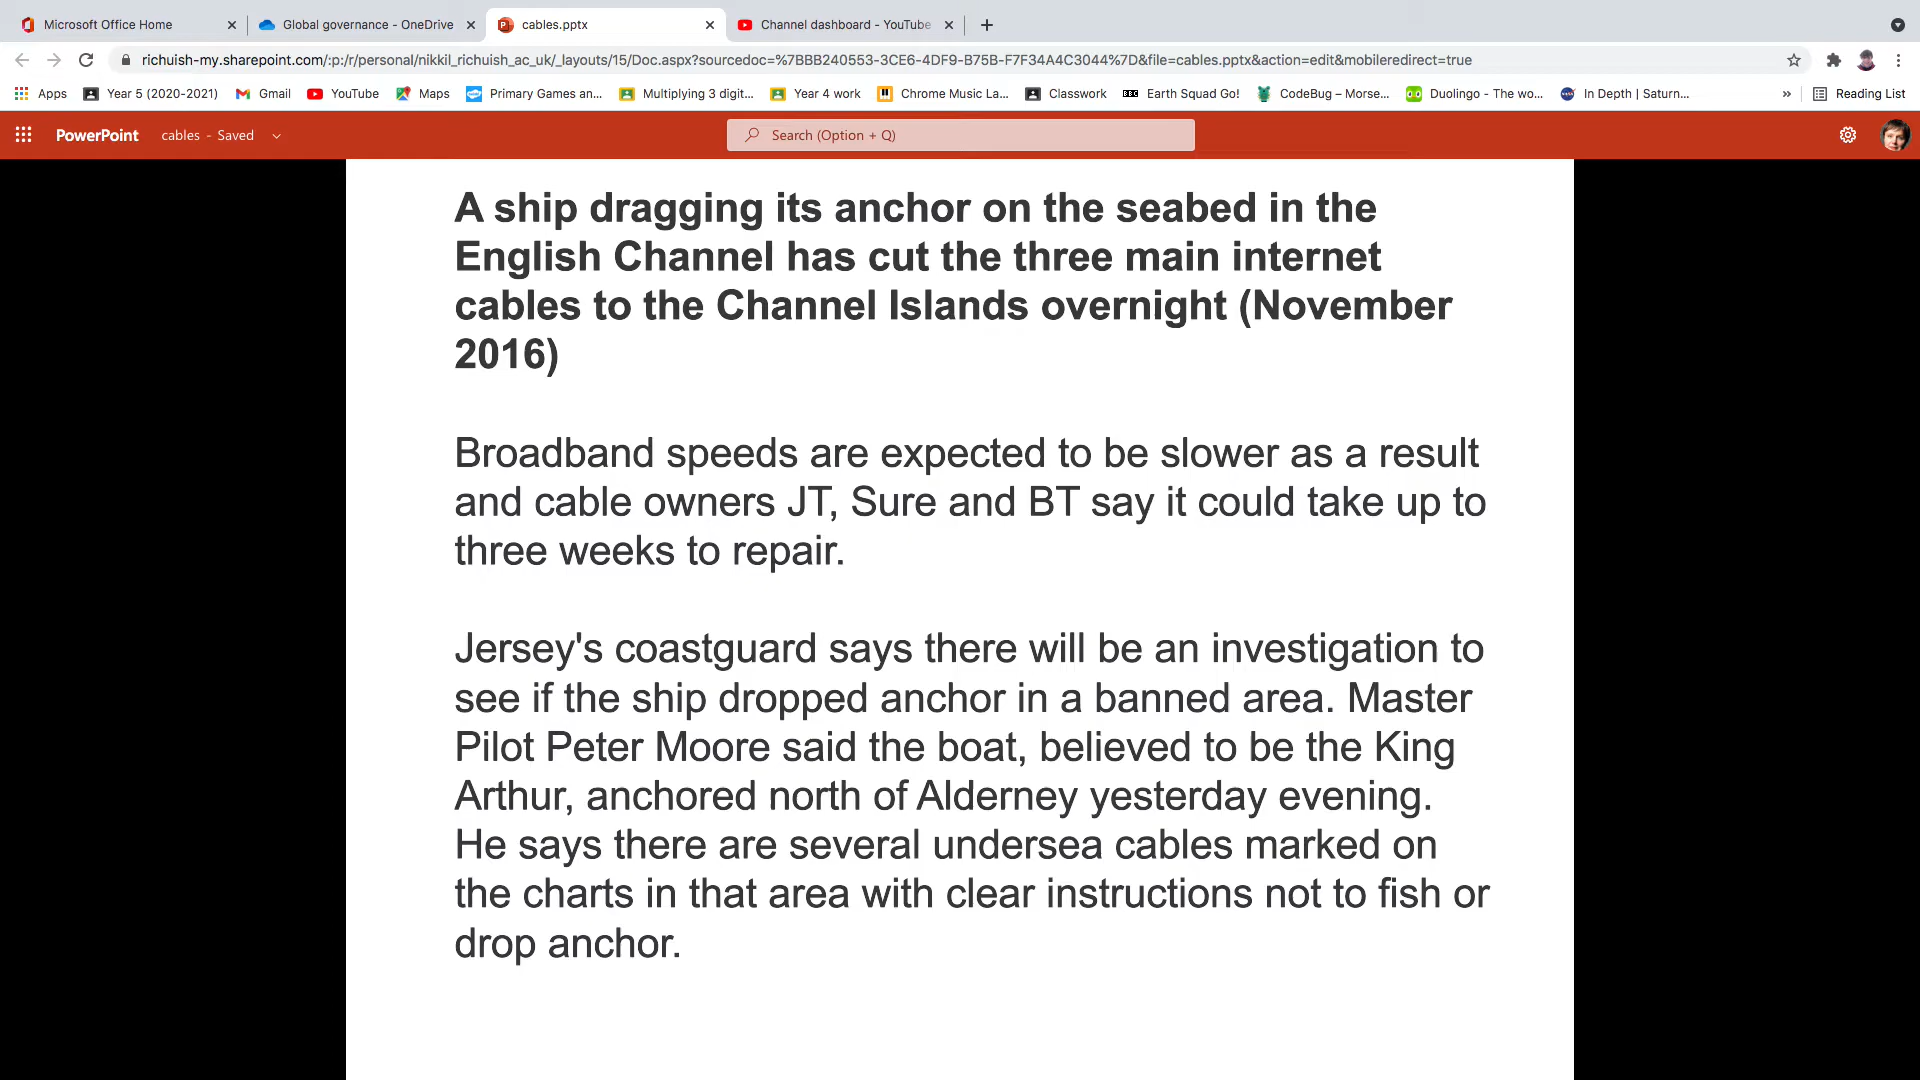 Microsoft Office Home
Global governance - OneDrive
cables.pptx
Channel dashboard - YouTube
richuish-my.sharepoint.com/:p:/r/personal/nikkil_richuish_ac_uk/_layouts/15/Doc.aspx?sourcedoc=%7BBB240553-3CE6-4DF9-B75B-F7F34A4C3044%7D&file=cables.pptx&action=edit&mobileredirect=true
Apps
Year 5 (2020-2021)
Gmail
YouTube
Maps
Primary Games an...
Multiplying 3 digit...
Year 4 work
Chrome Music La...
Classwork
Earth Squad Go!
CodeBug – Morse...
Duolingo - The wo...
In Depth | Saturn...
»
Reading List
PowerPoint
cables - Saved
Search (Option + Q)
A ship dragging its anchor on the seabed in the
English Channel has cut the three main internet
cables to the Channel Islands overnight (November
2016)
Broadband speeds are expected to be slower as a result
and cable owners JT, Sure and BT say it could take up to
three weeks to repair.
Jersey's coastguard says there will be an investigation to
see if the ship dropped anchor in a banned area. Master
Pilot Peter Moore said the boat, believed to be the King
Arthur, anchored north of Alderney yesterday evening.
He says there are several undersea cables marked on
the charts in that area with clear instructions not to fish or
drop anchor.